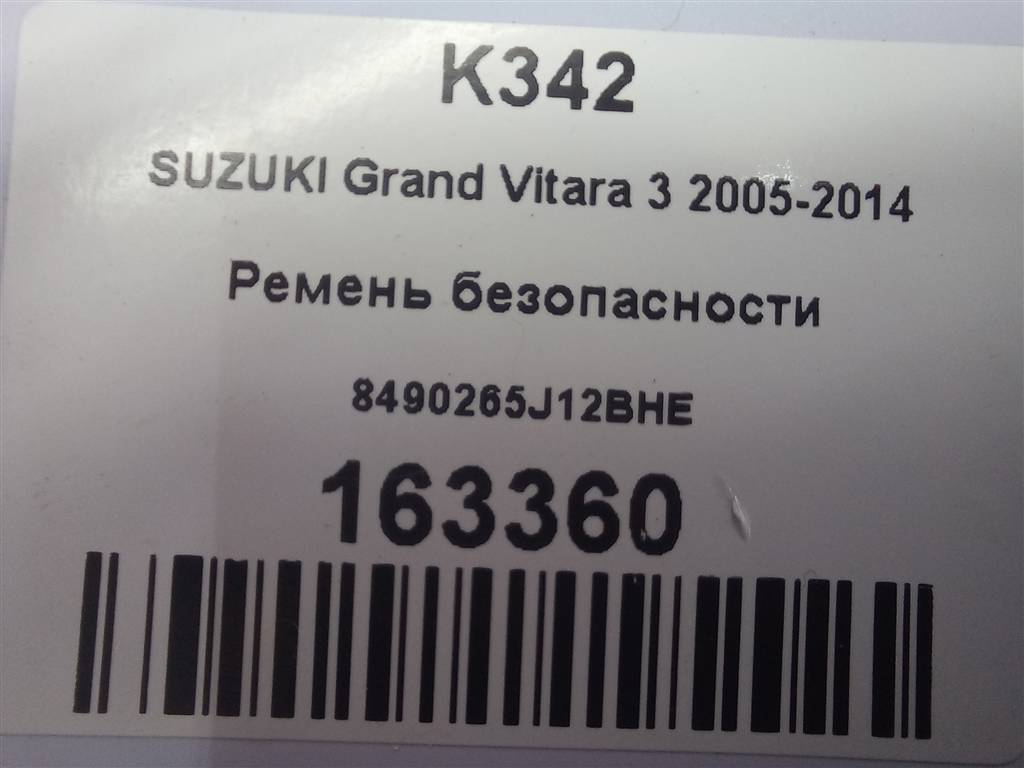 K342
SUZUKI Grand Vitara 3 2005-2014
Ремень безопасности
8490265J12BHE
163360